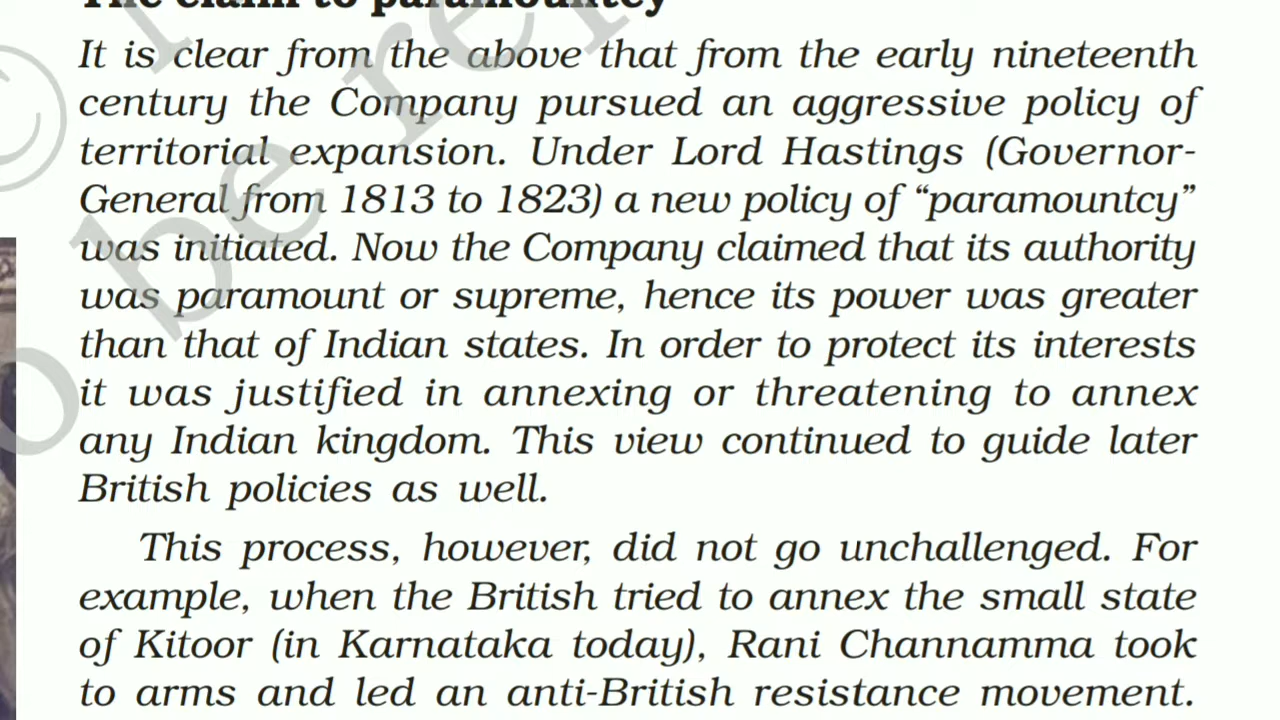 The claim to paramountcy
It is clear from the above that from the early nineteenth
century the Company pursued an aggressive policy of
territorial expansion. Under Lord Hastings (Governor-
General from 1813 to 1823) a new policy of “paramountcy”
was initiated. Now the Company claimed that its authority
was paramount or supreme, hence its power was greater
than that of Indian states. In order to protect its interests
it was justified in annexing or threatening to annex
any Indian kingdom. This view continued to guide later
British policies as well.
This process, however, did not go unchallenged. For
example, when the British tried to annex the small state
of Kitoor (in Karnataka today), Rani Channamma took
to arms and led an anti-British resistance movement.